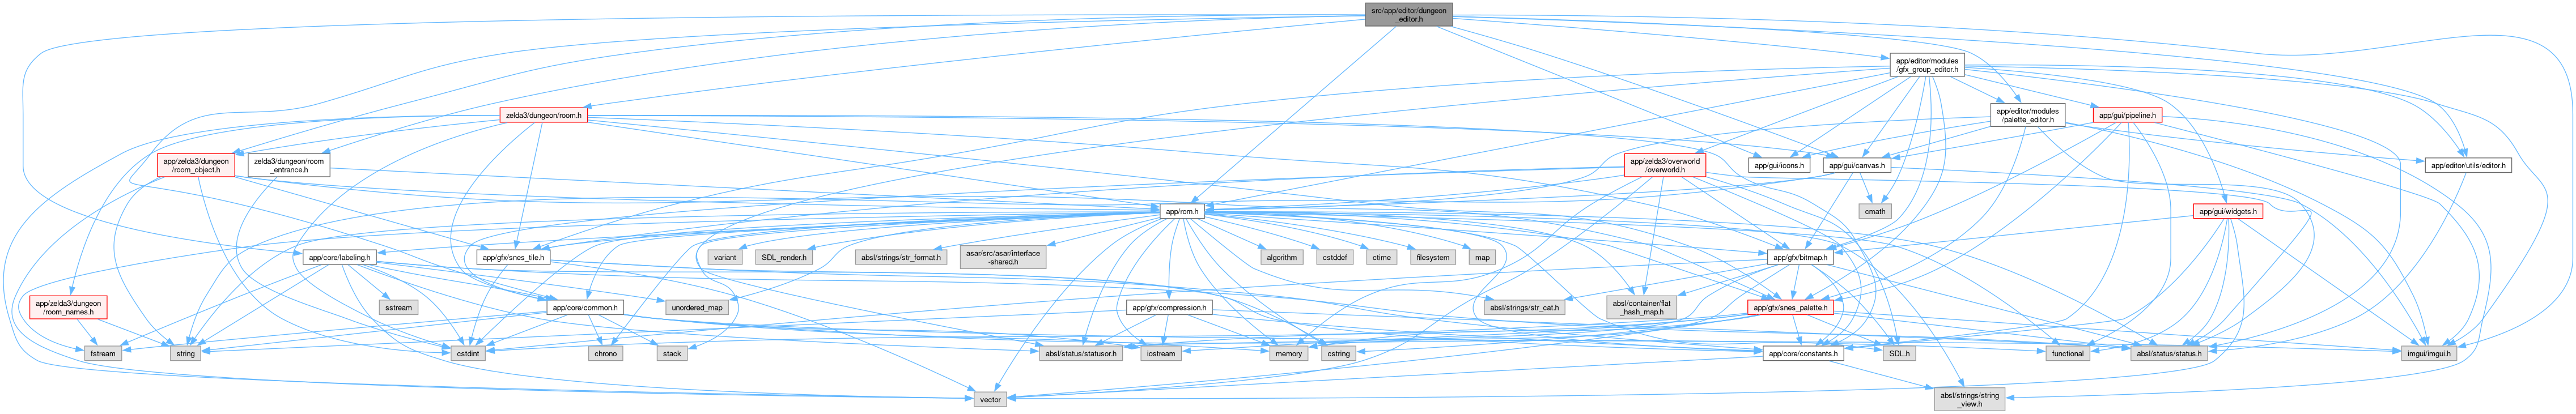 src/app/editor/dungeon
_editor.h
app/editor/modules
/gfx_group_editor.h
zelda3/dungeon/room.h
app/editor/modules
/palette_editor.h
app/gui/pipeline.h
app/zelda3/dungeon
/room_object.h
zelda3/dungeon/room
_entrance.h
app/zelda3/overworld
/overworld.h
app/gui/icons.h
app/gui/canvas.h
app/editor/utils/editor.h
app/rom.h
cmath
app/gui/widgets.h
app/core/labeling.h
app/gfx/snes_tile.h
variant
SDL_render.h
absl/strings/str_format.h
asar/src/asar/interface
-shared.h
algorithm
cstddef
ctime
filesystem
map
app/gfx/bitmap.h
app/zelda3/dungeon
/room_names.h
sstream
app/core/common.h
unordered_map
app/gfx/compression.h
absl/strings/str_cat.h
absl/container/flat
_hash_map.h
app/gfx/snes_palette.h
fstream
string
cstdint
chrono
stack
absl/status/statusor.h
iostream
memory
cstring
app/core/constants.h
SDL.h
functional
absl/status/status.h
imgui/imgui.h
vector
absl/strings/string
_view.h